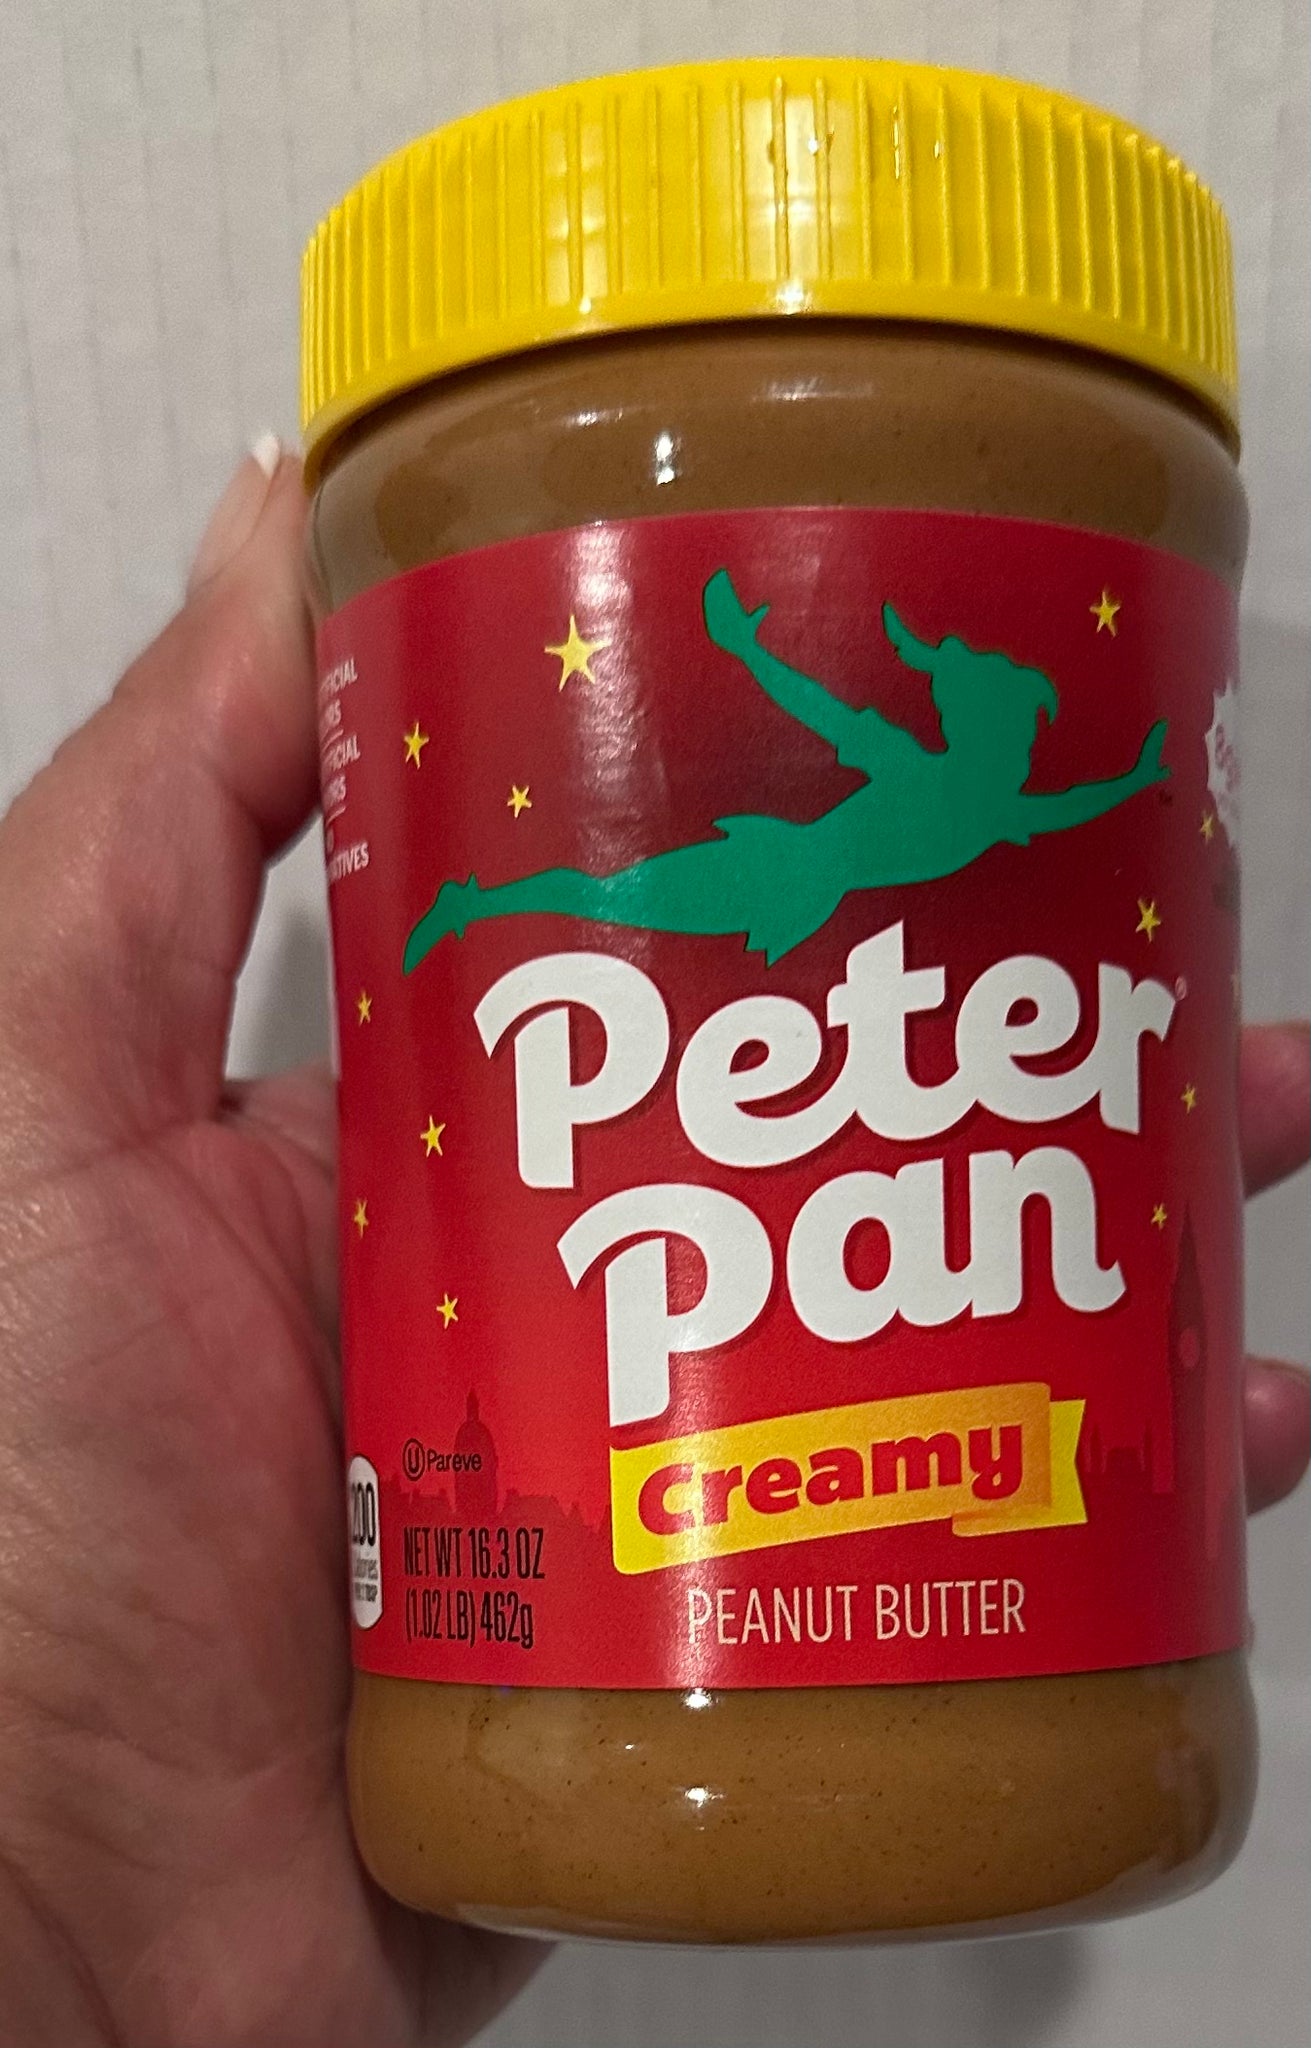 Peter
Pan
®
Creamy
PEANUT BUTTER
Ⓤ Pareve
NET WT 16.3 OZ
(1.02 LB) 462g